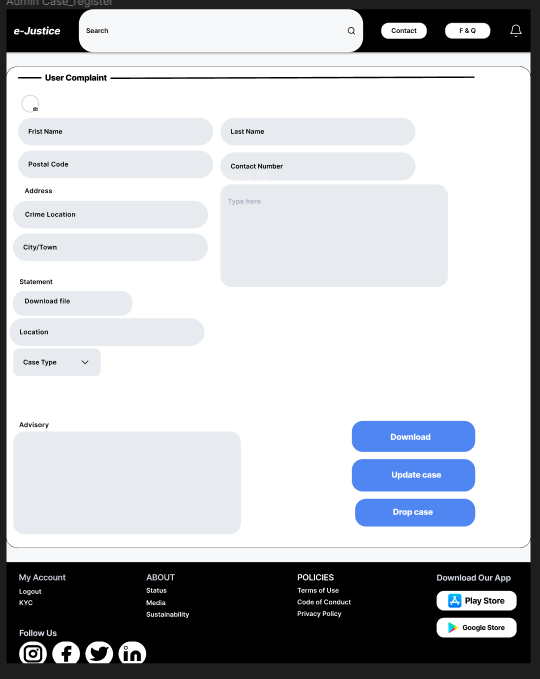 Admin Case_register
e-Justice
Search
Contact
F & Q
User Complaint
Frist Name
Last Name
Postal Code
Contact Number
Address
Type here
Crime Location
City/Town
Statement
Download file
Location
Case Type
Advisory
Download
Update case
Drop case
My Account
ABOUT
POLICIES
Download Our App
Logout
Status
Terms of Use
KYC
Media
Code of Conduct
Play Store
Sustainability
Privacy Policy
Google Store
Follow Us
in